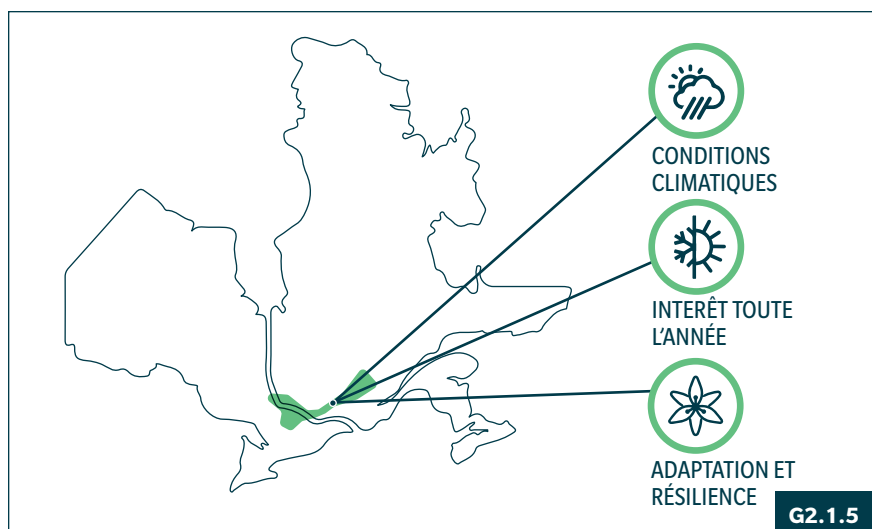 CONDITIONS
CLIMATIQUES
INTERÊT TOUTE
L'ANNÉE
ADAPTATION ET
RÉSILIENCE
G2.1.5